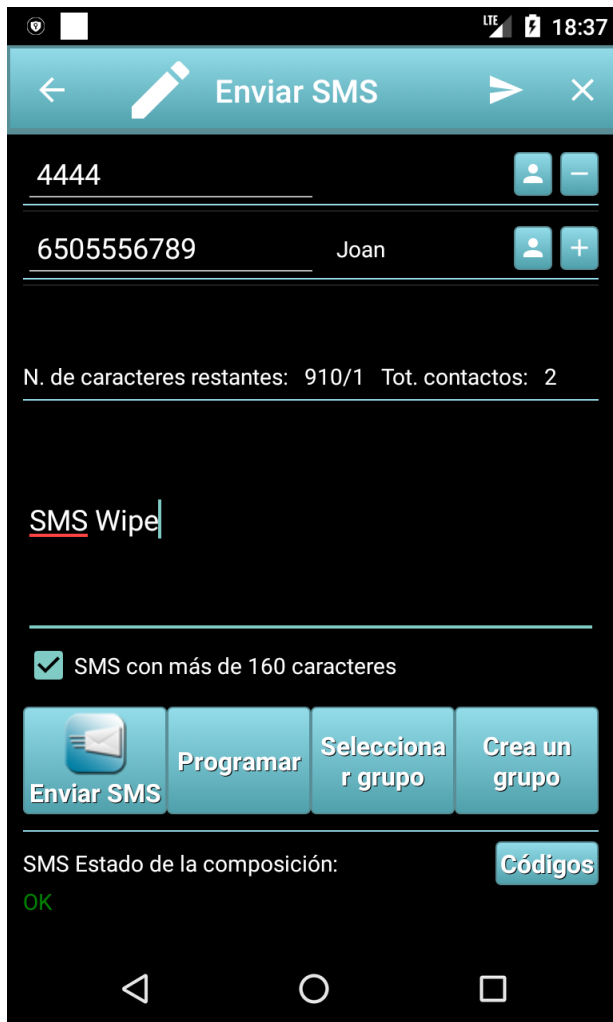 LTE 18:37
Enviar SMS
4444
6505556789 Joan
N. de caracteres restantes: 910/1 Tot. contactos: 2
SMS Wipe
SMS con más de 160 caracteres
Enviar SMS
Programar
Selecciona
r grupo
Crea un
grupo
SMS Estado de la composición:
Códigos
OK